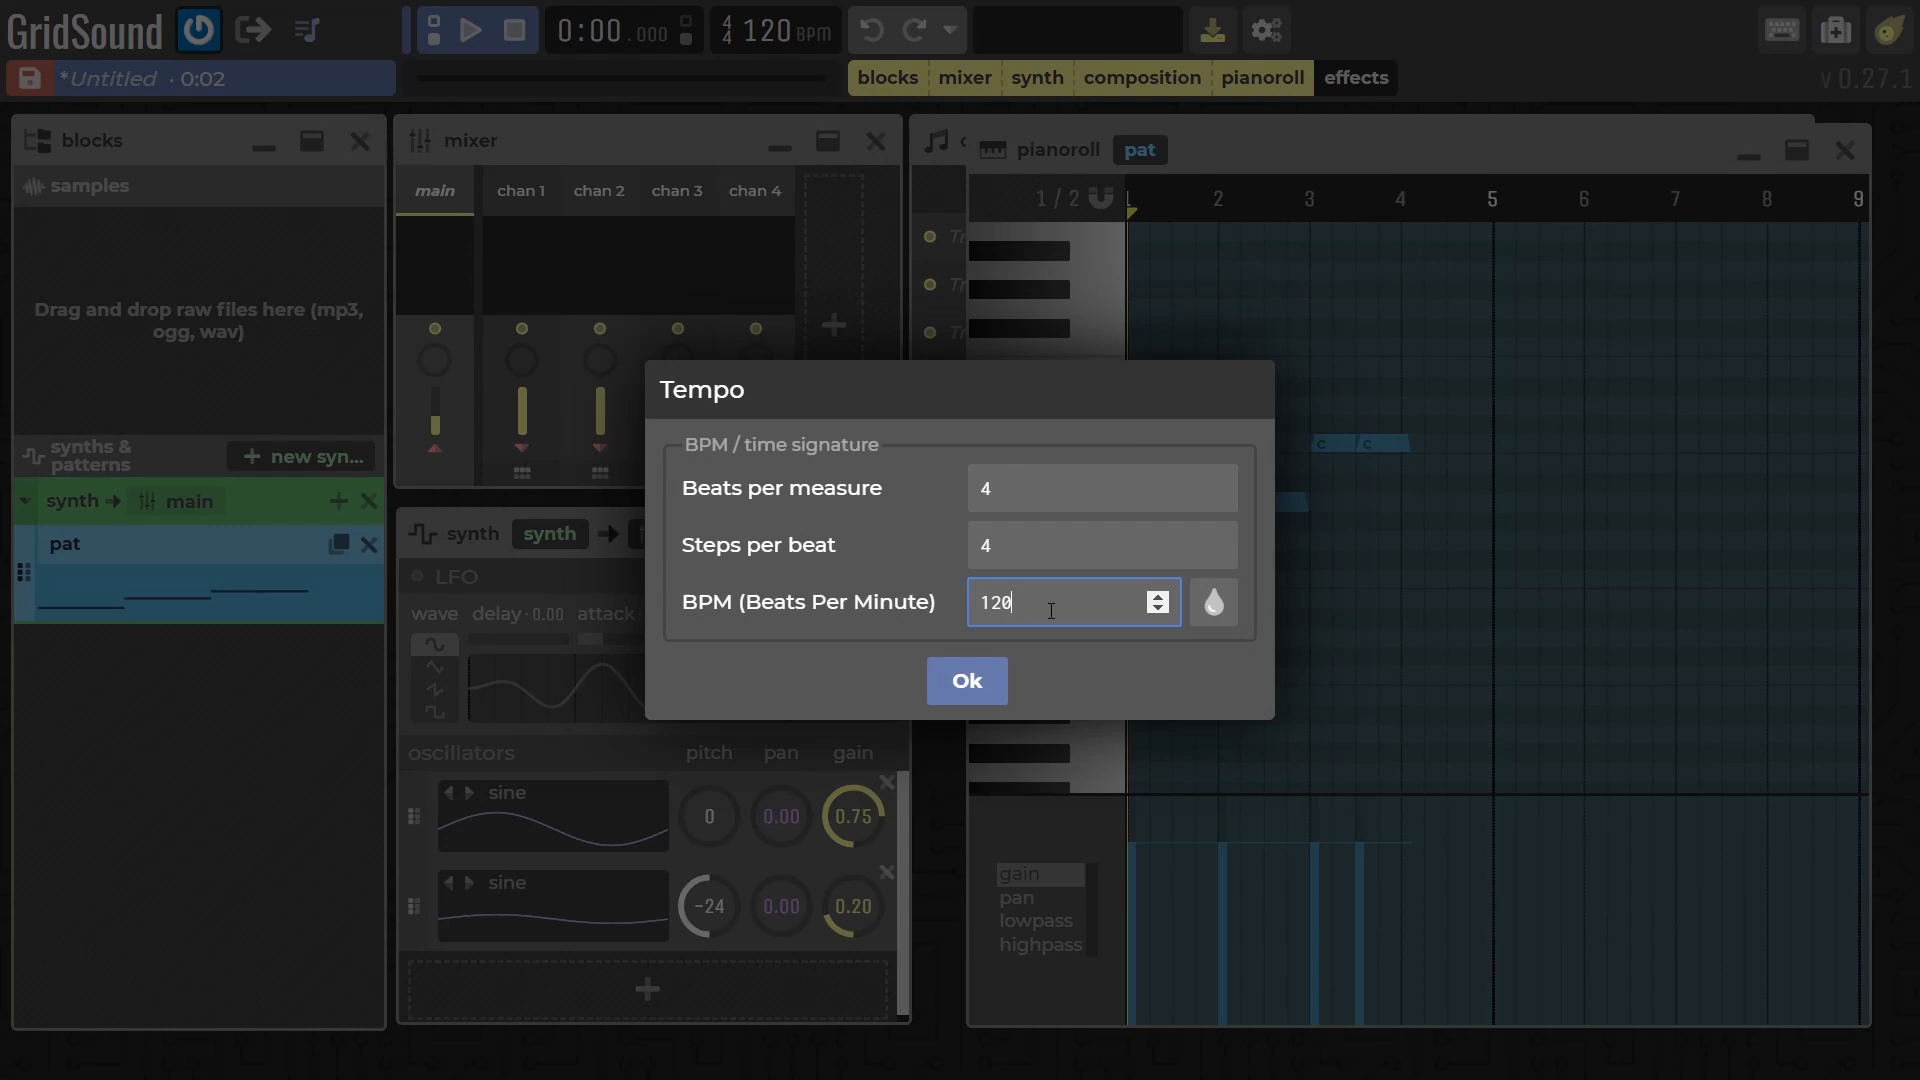 GridSound
0:00.000
4
4
120 BPM
*Untitled · 0:02
blocks
mixer
synth
composition
pianoroll
effects
v 0.27.1
blocks
samples
Drag and drop raw files here (mp3,
ogg, wav)
synths &
patterns
+ new syn...
synth
main
pat
mixer
main
chan 1
chan 2
chan 3
chan 4
synth
synth
LFO
wave
delay·0.00
attack·
oscillators
pitch
pan
gain
sine
0
0.00
0.75
sine
-24
0.00
0.20
pianoroll
pat
1 / 2
1
2
3
4
5
6
7
8
9
c
c
gain
pan
lowpass
highpass
Tempo
BPM / time signature
Beats per measure
4
Steps per beat
4
BPM (Beats Per Minute)
120
Ok